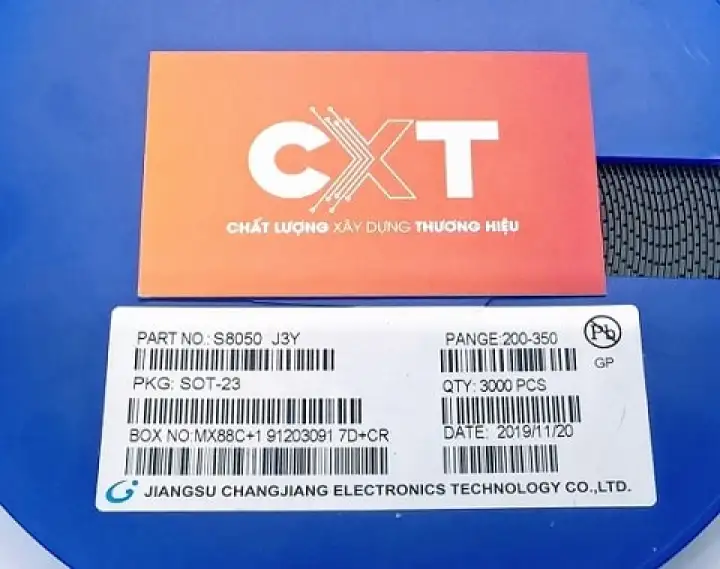 CXT
CHẤT LƯỢNG XÂY DỰNG THƯƠNG HIỆU
PART NO.: S8050 J3Y
PANGE:200-350
Pb
GP
PKG: SOT-23
QTY: 3000 PCS
BOX NO:MX88C+1 91203091 7D+CR
DATE: 2019/11/20
JIANGSU CHANGJIANG ELECTRONICS TECHNOLOGY CO.,LTD.